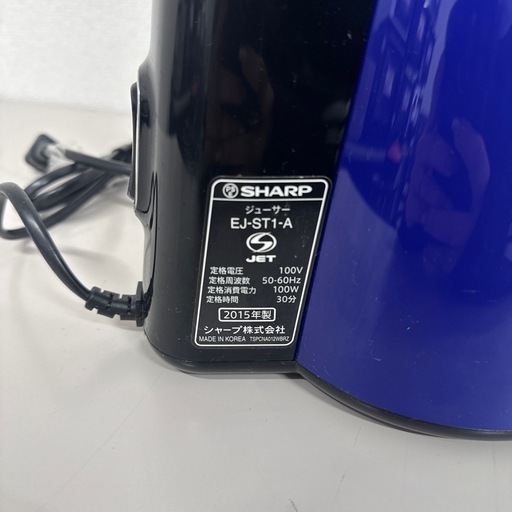 SHARP
ジューサー
EJ-ST1-A
JET
定格電圧 100V
定格周波数 50-60Hz
定格消費電力 100W
定格時間 30分
2015年製
シャープ株式会社
MADE IN KOREA TSPCNA012WBRZ